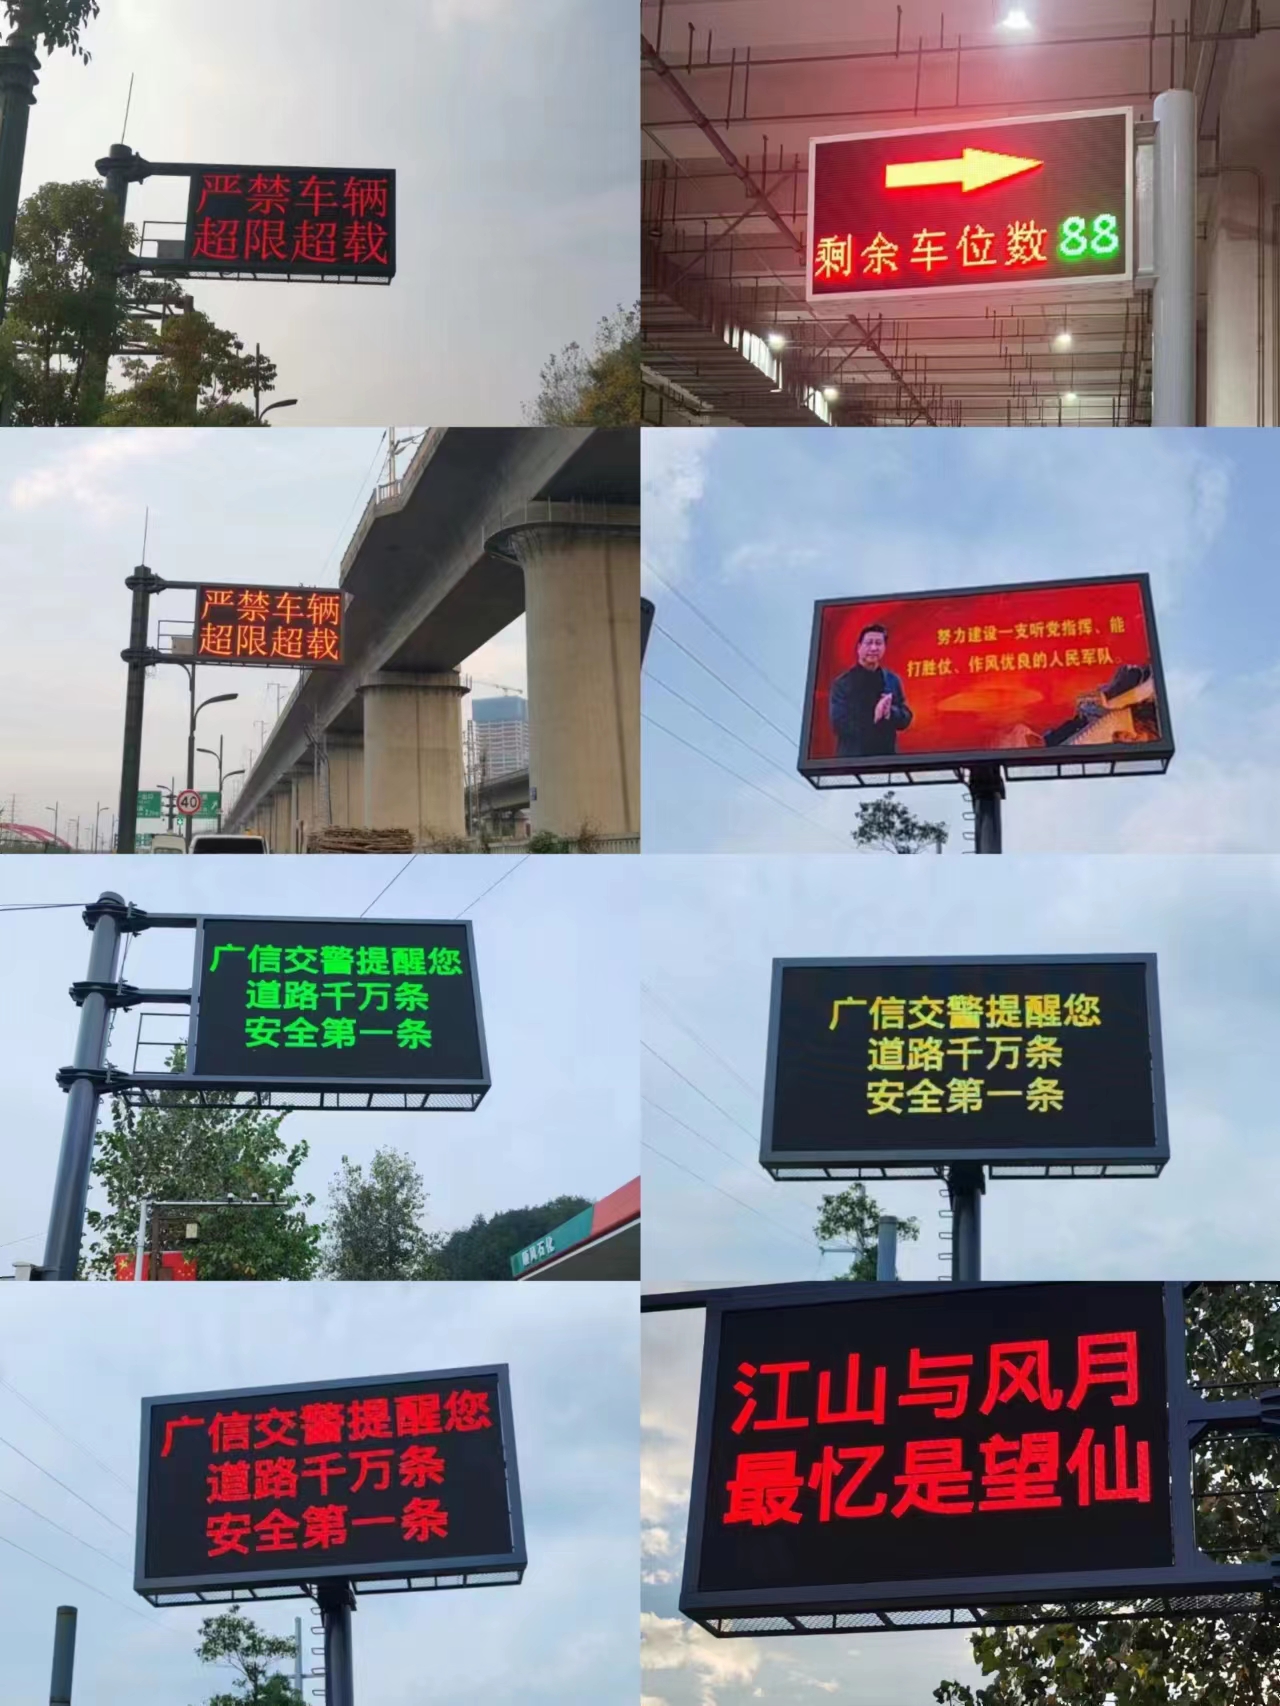 严禁车辆
超限超载
剩余车位数 88
严禁车辆
超限超载
40
努力建设一支听党指挥、能
打胜仗、作风优良的人民军队。
广信交警提醒您
道路千万条
安全第一条
广信交警提醒您
道路千万条
安全第一条
广信交警提醒您
道路千万条
安全第一条
江山与风月
最忆是望仙